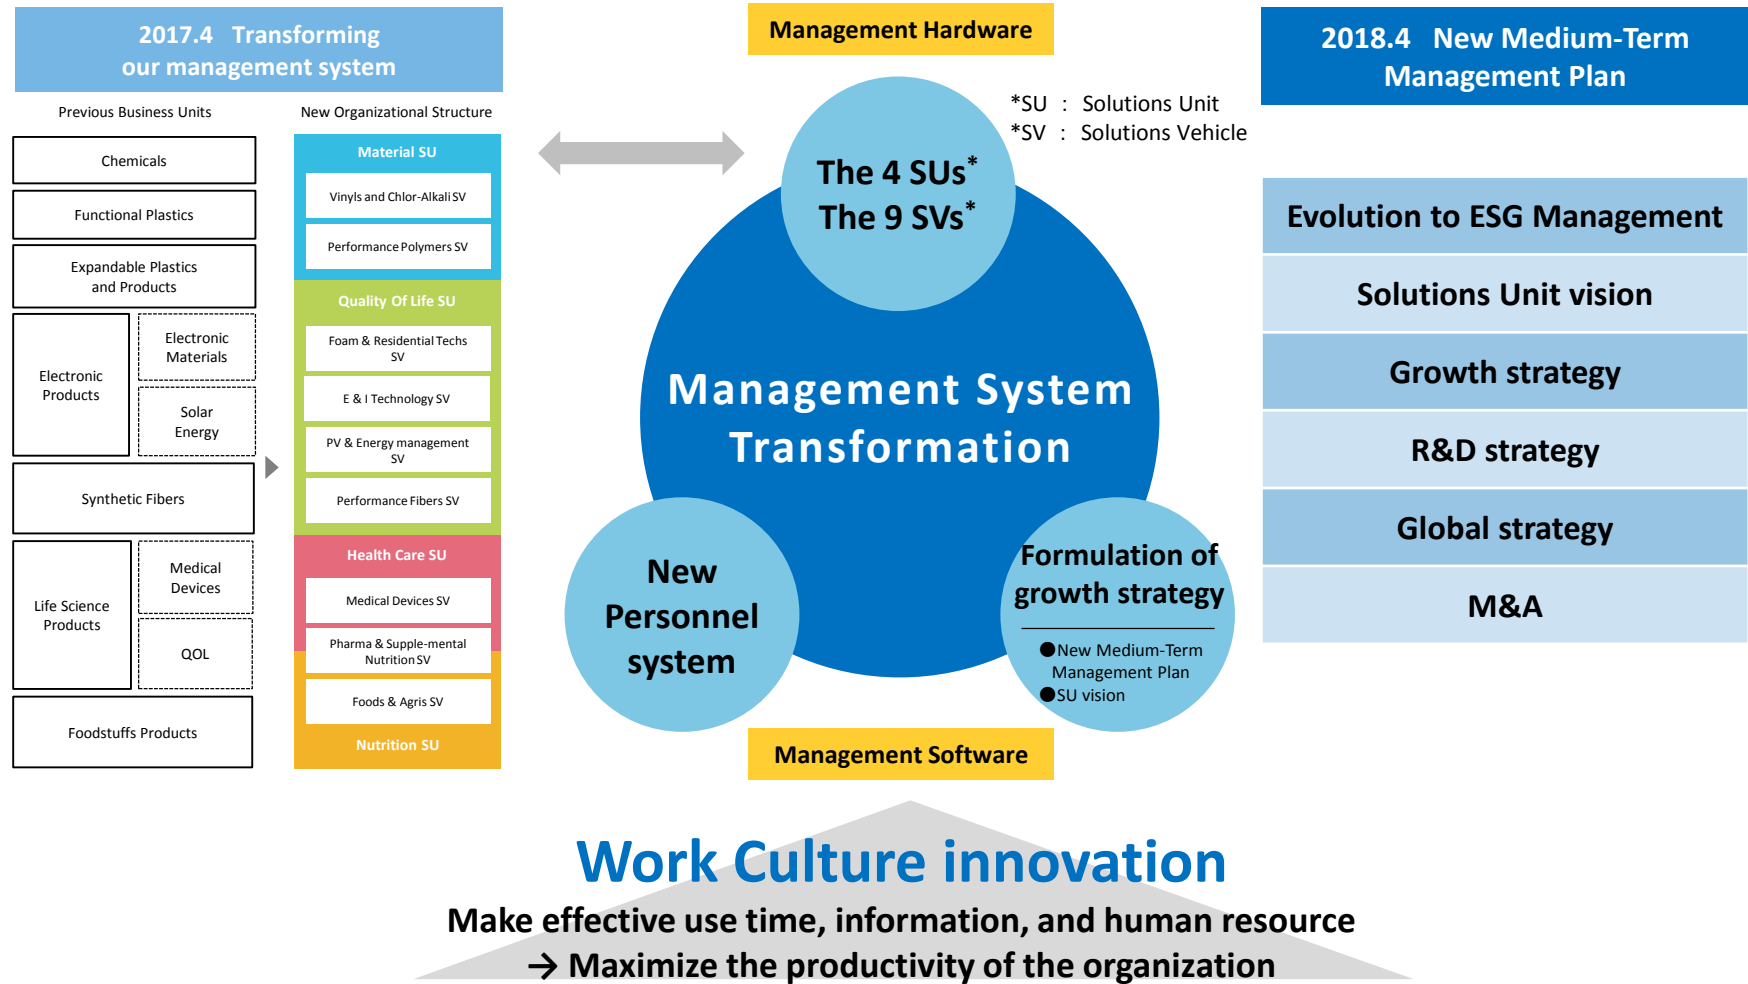 2017.4 Transforming
our management system
Previous Business Units
New Organizational Structure
Chemicals
Functional Plastics
Expandable Plastics
and Products
Electronic
Products
Electronic
Materials
Solar
Energy
Synthetic Fibers
Life Science
Products
Medical
Devices
QOL
Foodstuffs Products
Material SU
Vinyls and Chlor-Alkali SV
Performance Polymers SV
Quality Of Life SU
Foam & Residential Techs
SV
E & I Technology SV
PV & Energy management
SV
Performance Fibers SV
Health Care SU
Medical Devices SV
Pharma & Supple-mental
Nutrition SV
Foods & Agris SV
Nutrition SU
Management Hardware
*SU : Solutions Unit
*SV : Solutions Vehicle
The 4 SUs*
The 9 SVs*
Management System
Transformation
New
Personnel
system
Formulation of
growth strategy
●New Medium-Term
Management Plan
●SU vision
Management Software
2018.4 New Medium-Term
Management Plan
Evolution to ESG Management
Solutions Unit vision
Growth strategy
R&D strategy
Global strategy
M&A
Work Culture innovation
Make effective use time, information, and human resource
→ Maximize the productivity of the organization